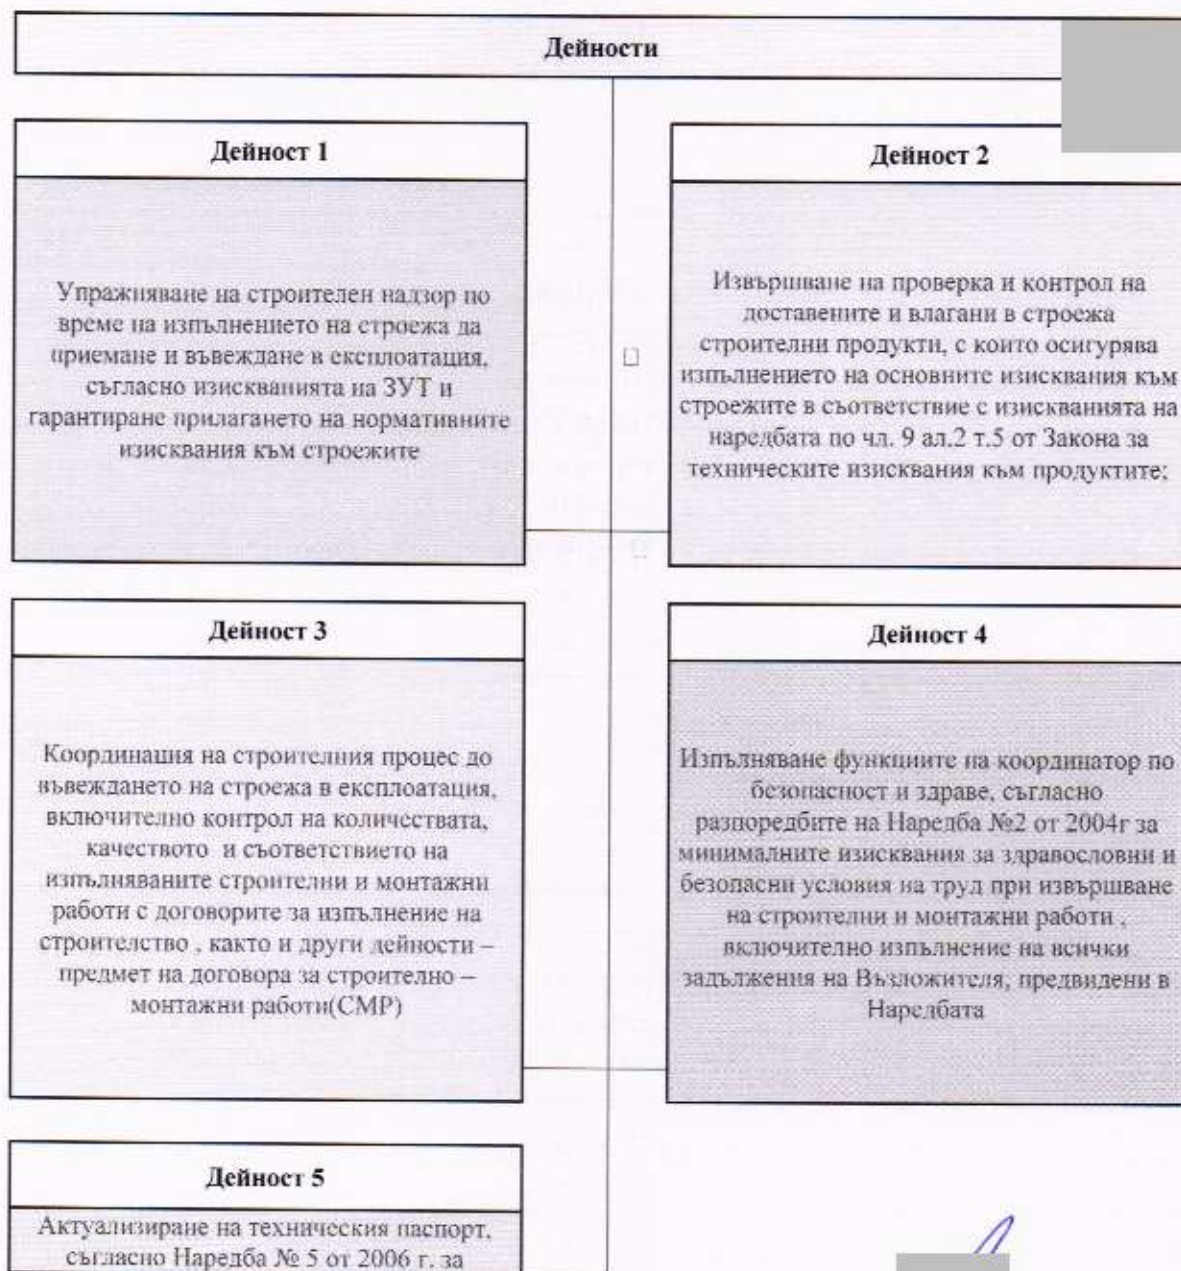 Дейности
Дейност 1
Упражняване на строителен надзор по
време на изпълнението на строежа да
приемане и въвеждане в експлоатация,
съгласно изискванията на ЗУТ и
гарантиране прилагането на нормативните
изисквания към строежите
Дейност 2
Извършване на проверка и контрол на
доставените и влагани в строежа
строителни продукти, с които осигурява
изпълнението на основните изисквания към
строежите в съответствие с изискванията на
наредбата по чл. 9 ал.2 т.5 от Закона за
техническите изисквания към продуктите;
Дейност 3
Координация на строителния процес до
въвеждането на строежа в експлоатация,
включително контрол на количествата,
качеството и съответствието на
изпълняваните строителни и монтажни
работи с договорите за изпълнение на
строителство , както и други дейности –
предмет на договора за строително –
монтажни работи(СМР)
Дейност 4
Изпълняване функциите на координатор по
безопасност и здраве, съгласно
разпоредбите на Наредба №2 от 2004г за
минималните изисквания за здравословни и
безопасни условия на труд при извършване
на строителни и монтажни работи ,
включително изпълнение на всички
задължения на Възложителя, предвидени в
Наредбата
Дейност 5
Актуализиране на техническия паспорт,
съгласно Наредба № 5 от 2006 г. за